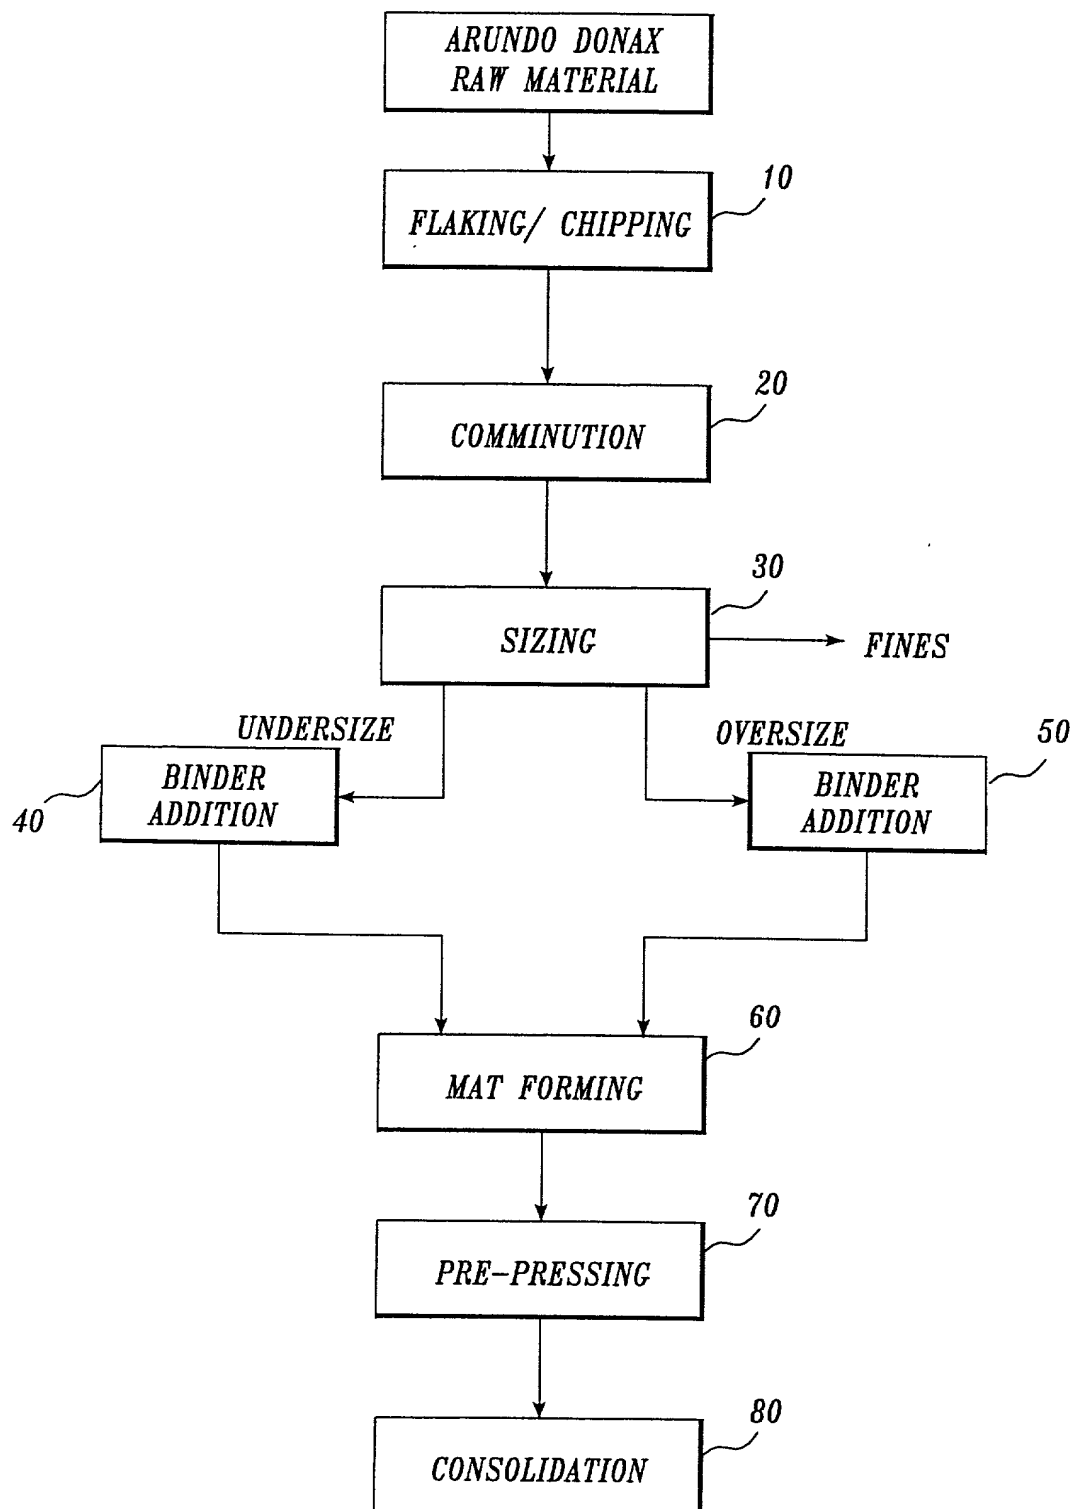 ARUNDO DONAX
RAW MATERIAL
10
FLAKING/ CHIPPING
20
COMMINUTION
30
SIZING
FINES
UNDERSIZE
OVERSIZE
40
BINDER
ADDITION
50
BINDER
ADDITION
60
MAT FORMING
70
PRE-PRESSING
80
CONSOLIDATION